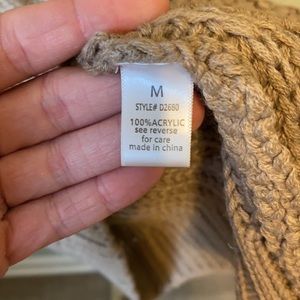 M
STYLE# D2680
100%ACRYLIC
see reverse
for care
made in china